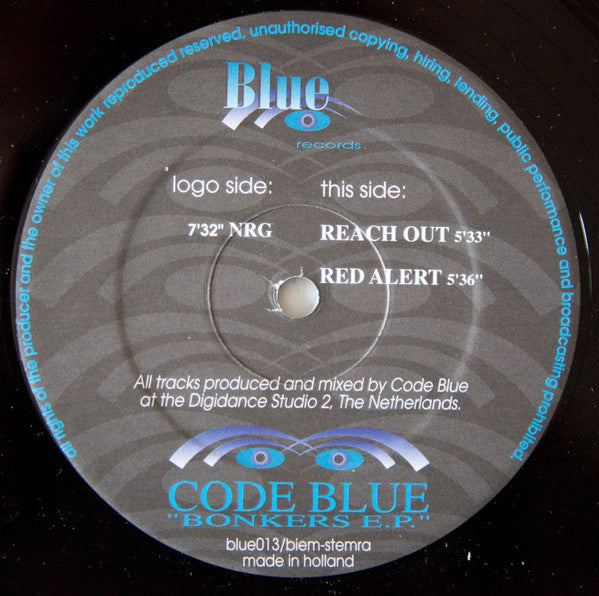 all rights of the producer and the owner of this work reproduced reserved, unauthorised copying, hiring, lending, public performance and broadcasting prohibited.
Blue
records.
logo side: this side:
7'32" NRG REACH OUT 5'33"
RED ALERT 5'36"
All tracks produced and mixed by Code Blue
at the Digidance Studio 2, The Netherlands.
CODE BLUE
"BONKERS E.P."
blue013/biem-stemra
made in holland